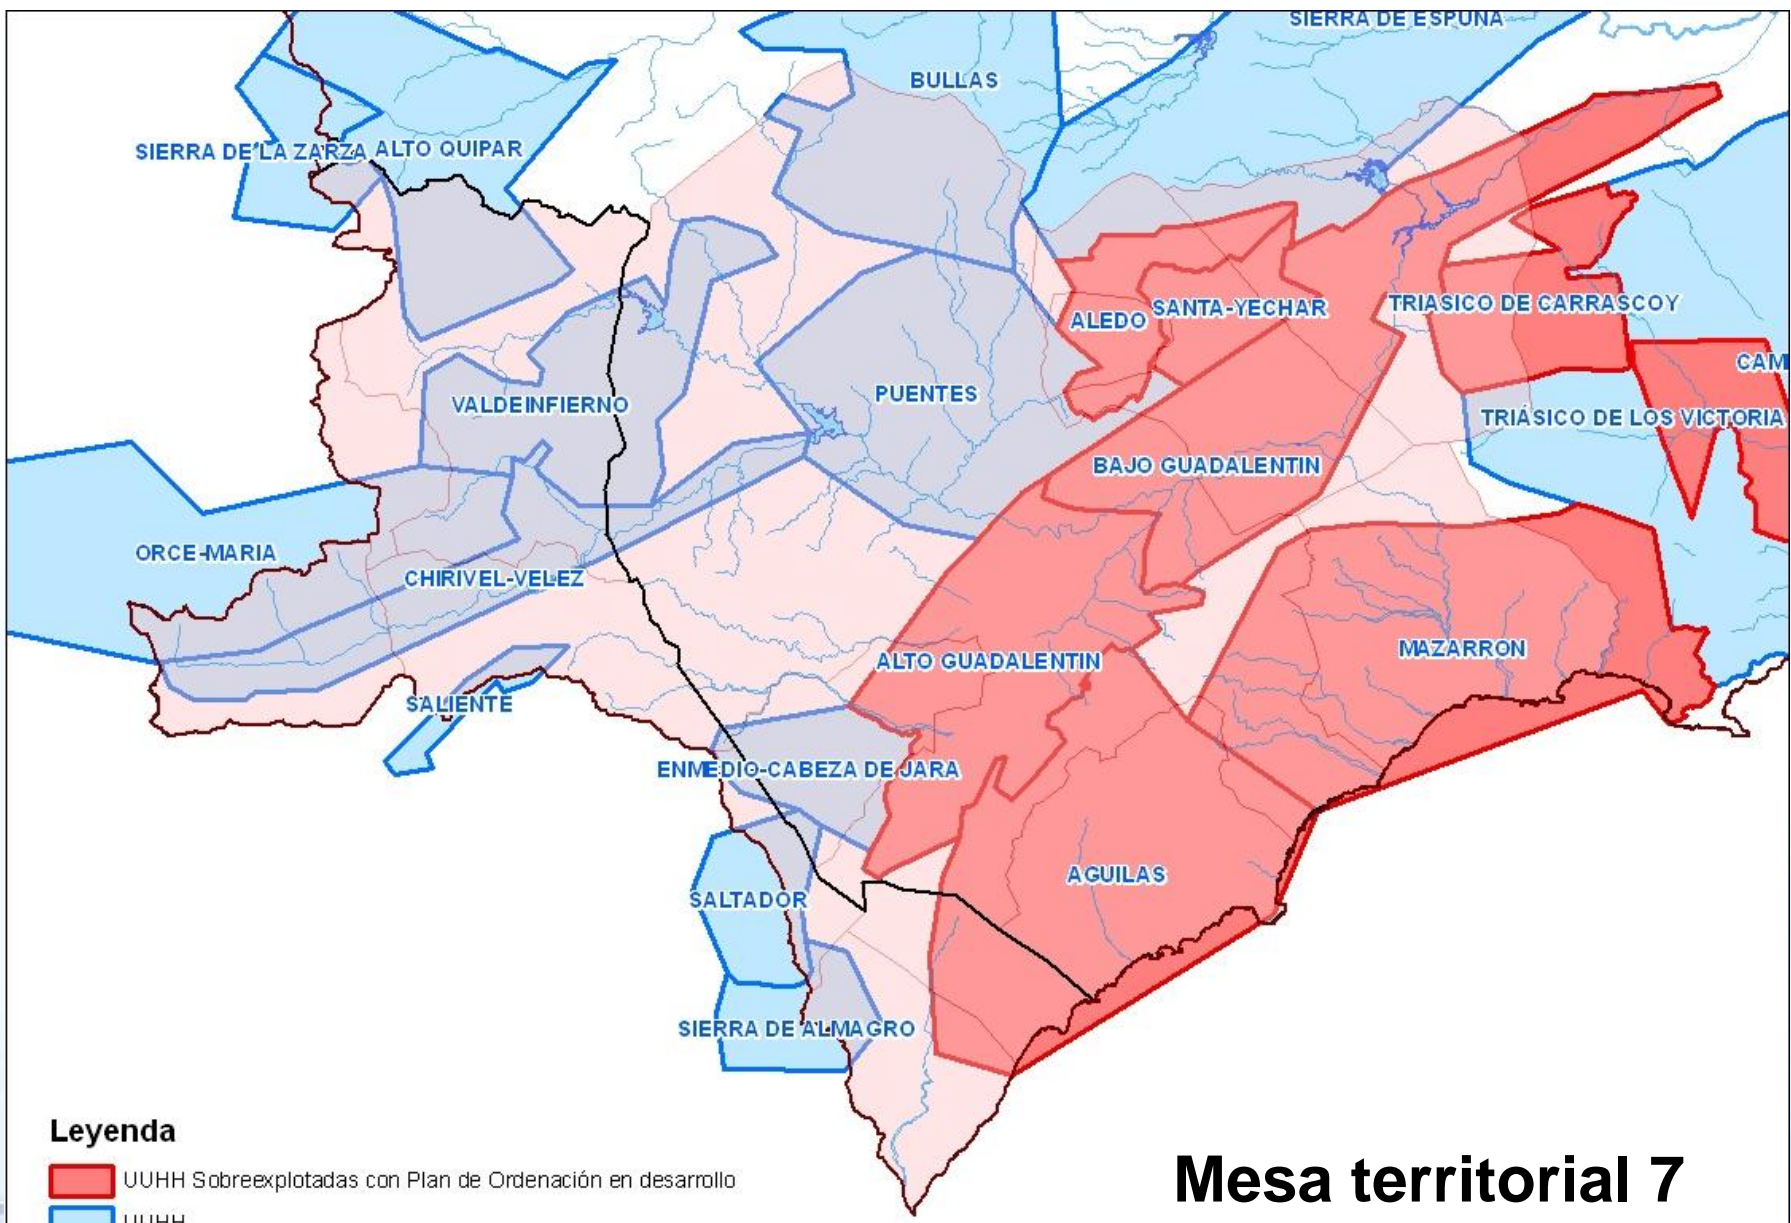 SIERRA DE ESPUÑA
BULLAS
SIERRA DE LA ZARZA
ALTO QUIPAR
ALEDO
SANTA-YECHAR
TRIASICO DE CARRASCOY
CAM
PUENTES
VALDEINFIERNO
TRIÁSICO DE LOS VICTORIA
BAJO GUADALENTIN
ORCE-MARIA
CHIRIVEL-VELEZ
MAZARRON
ALTO GUADALENTIN
SALIENTE
ENMEDIO-CABEZA DE JARA
AGUILAS
SALTADOR
SIERRA DE ALMAGRO
Leyenda
UUHH Sobreexplotadas con Plan de Ordenación en desarrollo
UUHH
Mesa territorial 7